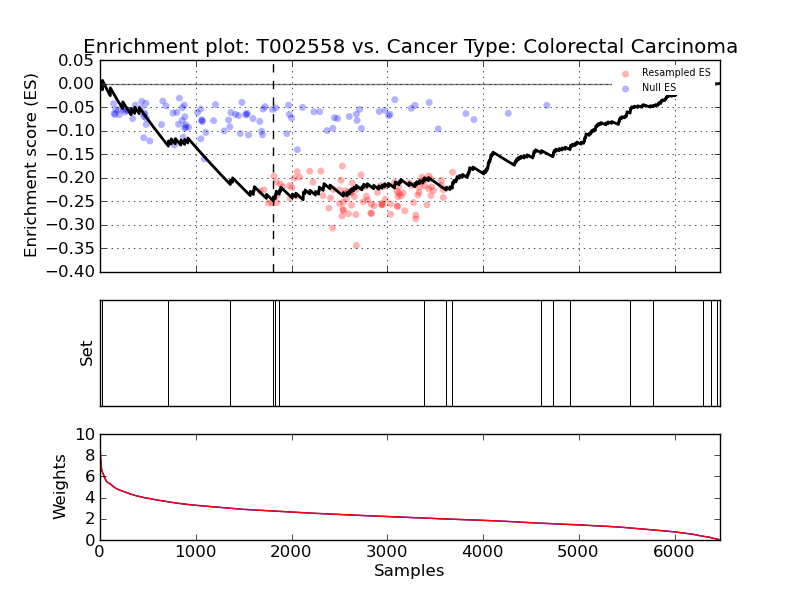 Enrichment plot: T002558 vs. Cancer Type: Colorectal Carcinoma
Enrichment score (ES)
0.05
0.00
−0.05
−0.10
−0.15
−0.20
−0.25
−0.30
−0.35
−0.40
Resampled ES
Null ES
Set
Weights
10
8
6
4
2
0
0 1000 2000 3000 4000 5000 6000
Samples